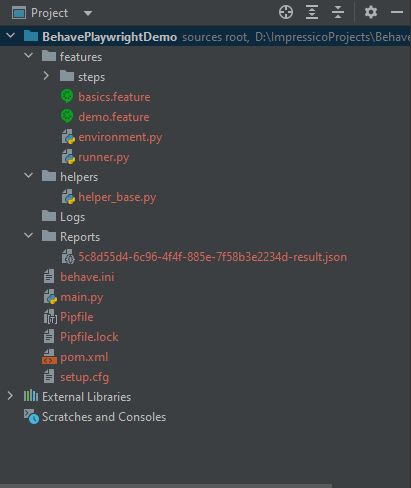 Project
BehavePlaywrightDemo sources root, D:\ImpressicoProjects\Behave
features
steps
basics.feature
demo.feature
environment.py
runner.py
helpers
helper_base.py
Logs
Reports
5c8d55d4-6c96-4f4f-885e-7f58b3e2234d-result.json
behave.ini
main.py
Pipfile
Pipfile.lock
pom.xml
setup.cfg
External Libraries
Scratches and Consoles